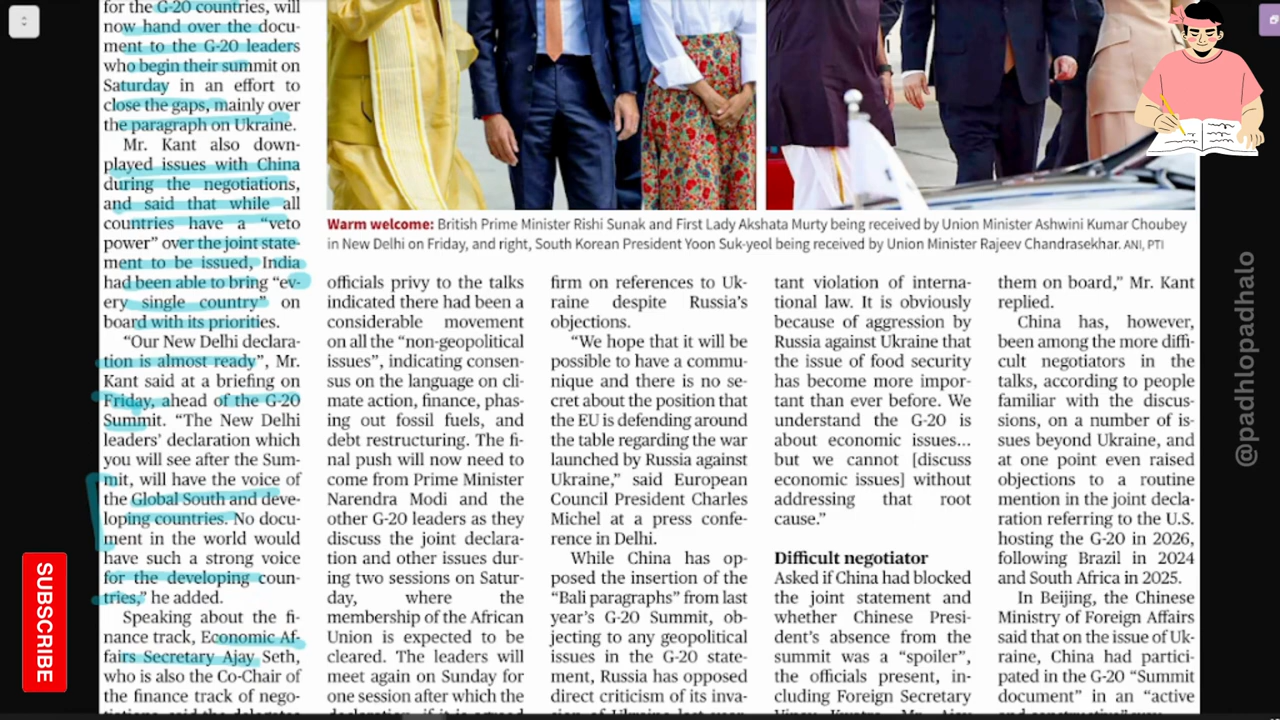 for the G-20 countries, will
now hand over the docu-
ment to the G-20 leaders
who begin their summit on
Saturday in an effort to
close the gaps, mainly over
the paragraph on Ukraine.
Mr. Kant also down-
played issues with China
during the negotiations,
and said that while all
countries have a “veto
power” over the joint state-
ment to be issued, India
had been able to bring “ev-
ery single country” on
board with its priorities.
“Our New Delhi declara-
tion is almost ready”, Mr.
Kant said at a briefing on
Friday, ahead of the G-20
Summit. “The New Delhi
leaders’ declaration which
you will see after the Sum-
mit, will have the voice of
the Global South and deve-
loping countries. No docu-
ment in the world would
have such a strong voice
for the developing coun-
tries,” he added.
Speaking about the fi-
nance track, Economic Af-
fairs Secretary Ajay Seth,
who is also the Co-Chair of
the finance track of nego-
Warm welcome: British Prime Minister Rishi Sunak and First Lady Akshata Murty being received by Union Minister Ashwini Kumar Choubey
in New Delhi on Friday, and right, South Korean President Yoon Suk-yeol being received by Union Minister Rajeev Chandrasekhar. ANI, PTI
officials privy to the talks
indicated there had been a
considerable movement
on all the “non-geopolitical
issues”, indicating consen-
sus on the language on cli-
mate action, finance, phas-
ing out fossil fuels, and
debt restructuring. The fi-
nal push will now need to
come from Prime Minister
Narendra Modi and the
other G-20 leaders as they
discuss the joint declara-
tion and other issues dur-
ing two sessions on Satur-
day, where the
membership of the African
Union is expected to be
cleared. The leaders will
meet again on Sunday for
one session after which the
firm on references to Uk-
raine despite Russia’s
objections.
“We hope that it will be
possible to have a commu-
nique and there is no se-
cret about the position that
the EU is defending around
the table regarding the war
launched by Russia against
Ukraine,” said European
Council President Charles
Michel at a press confe-
rence in Delhi.
While China has op-
posed the insertion of the
“Bali paragraphs” from last
year’s G-20 Summit, ob-
jecting to any geopolitical
issues in the G-20 state-
ment, Russia has opposed
direct criticism of its inva-
tant violation of interna-
tional law. It is obviously
because of aggression by
Russia against Ukraine that
the issue of food security
has become more impor-
tant than ever before. We
understand the G-20 is
about economic issues...
but we cannot [discuss
economic issues] without
addressing that root
cause.”
Difficult negotiator
Asked if China had blocked
the joint statement and
whether Chinese Presi-
dent’s absence from the
summit was a “spoiler”,
the officials present, in-
cluding Foreign Secretary
them on board,” Mr. Kant
replied.
China has, however,
been among the more diffi-
cult negotiators in the
talks, according to people
familiar with the discus-
sions, on a number of is-
sues beyond Ukraine, and
at one point even raised
objections to a routine
mention in the joint decla-
ration referring to the U.S.
hosting the G-20 in 2026,
following Brazil in 2024
and South Africa in 2025.
In Beijing, the Chinese
Ministry of Foreign Affairs
said that on the issue of Uk-
raine, China had partici-
pated in the G-20 “Summit
document” in an “active
@padhlopadhalo
SUBSCRIBE